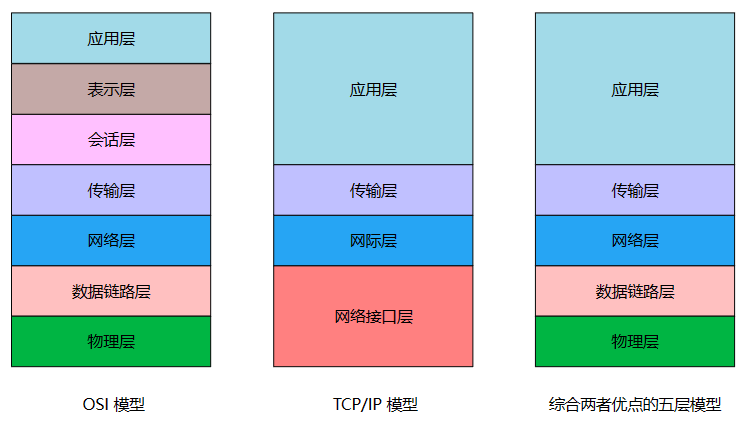 应用层
表示层
会话层
传输层
网络层
数据链路层
物理层
OSI 模型
应用层
传输层
网际层
网络接口层
TCP/IP 模型
应用层
传输层
网络层
数据链路层
物理层
综合两者优点的五层模型